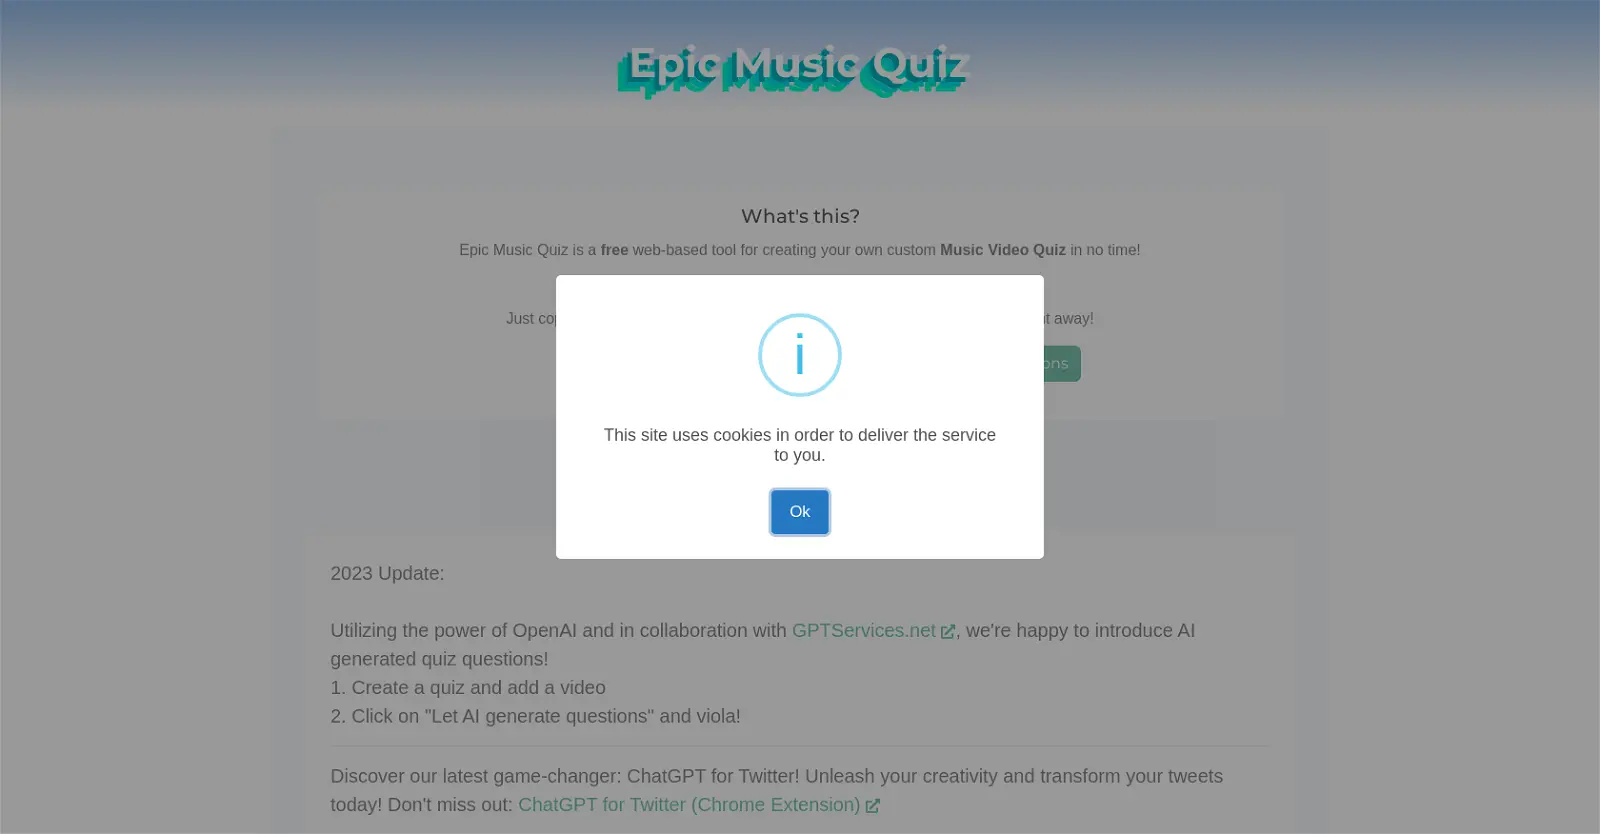 Epic Music Quiz
What's this?
Epic Music Quiz is a free web-based tool for creating your own custom Music Video Quiz in no time!
Just away!
i
This site uses cookies in order to deliver the service
to you.
Ok
2023 Update:
Utilizing the power of OpenAI and in collaboration with GPTServices.net, we're happy to introduce AI
generated quiz questions!
1. Create a quiz and add a video
2. Click on "Let AI generate questions" and viola!
Discover our latest game-changer: ChatGPT for Twitter! Unleash your creativity and transform your tweets
today! Don't miss out: ChatGPT for Twitter (Chrome Extension)